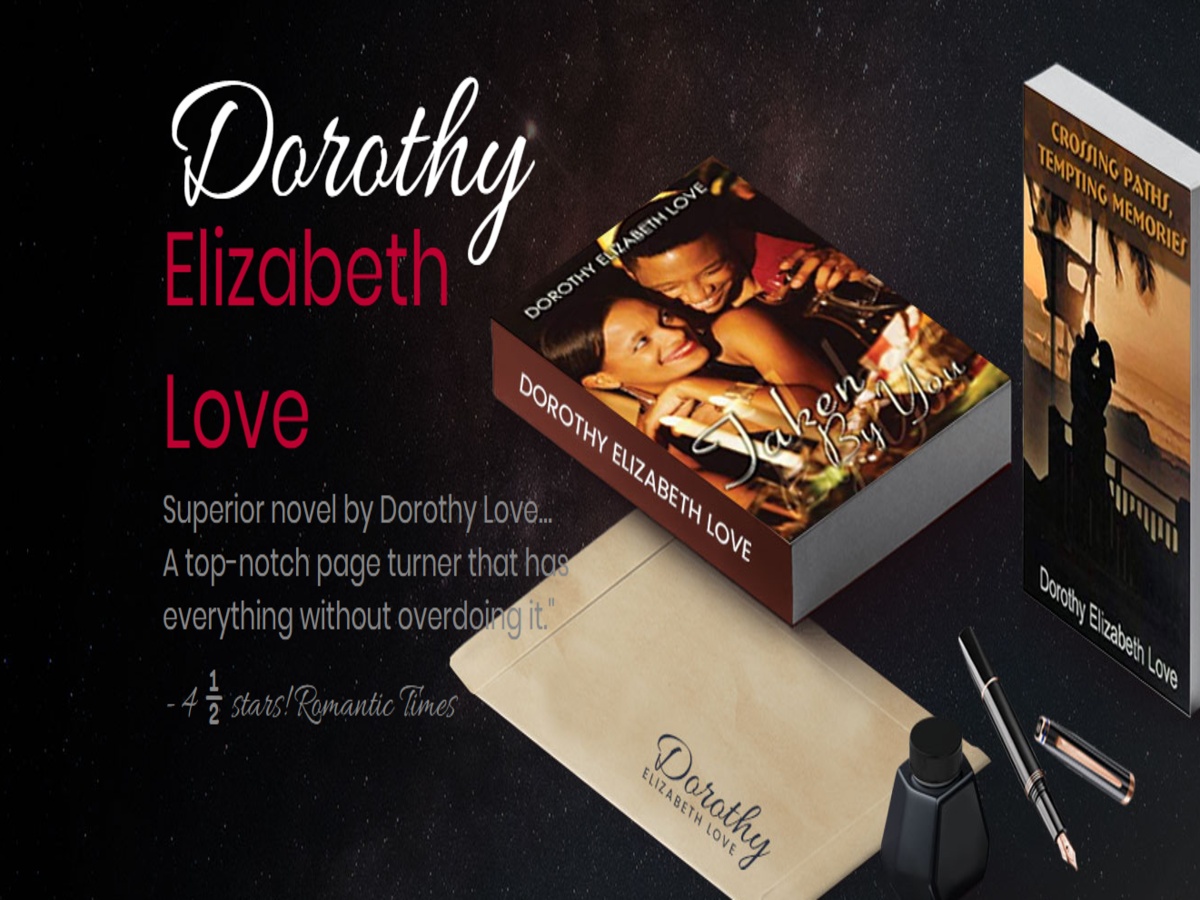 Dorothy
Elizabeth
Love
Superior novel by Dorothy Love...
A top-notch page turner that has
everything without overdoing it."
- 4 1/2 stars! Romantic Times
DOROTHY ELIZABETH LOVE
Taken
By You
DOROTHY ELIZABETH LOVE
CROSSING PATHS,
TEMPTING MEMORIES
Dorothy Elizabeth Love
Dorothy
ELIZABETH LOVE